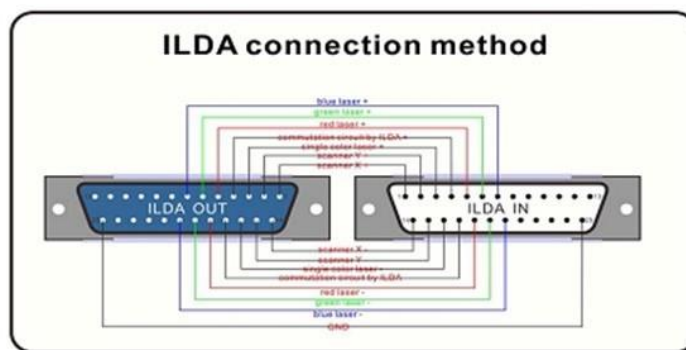 ILDA connection method
blue laser +
green laser +
red laser +
commutation circuit by ILDA+
single color laser +
scanner Y +
scanner X +
ILDA OUT
ILDA IN
scanner X -
scanner Y
single color laser -
commutation circuit by ILDA
red laser -
green laser -
blue laser -
GND